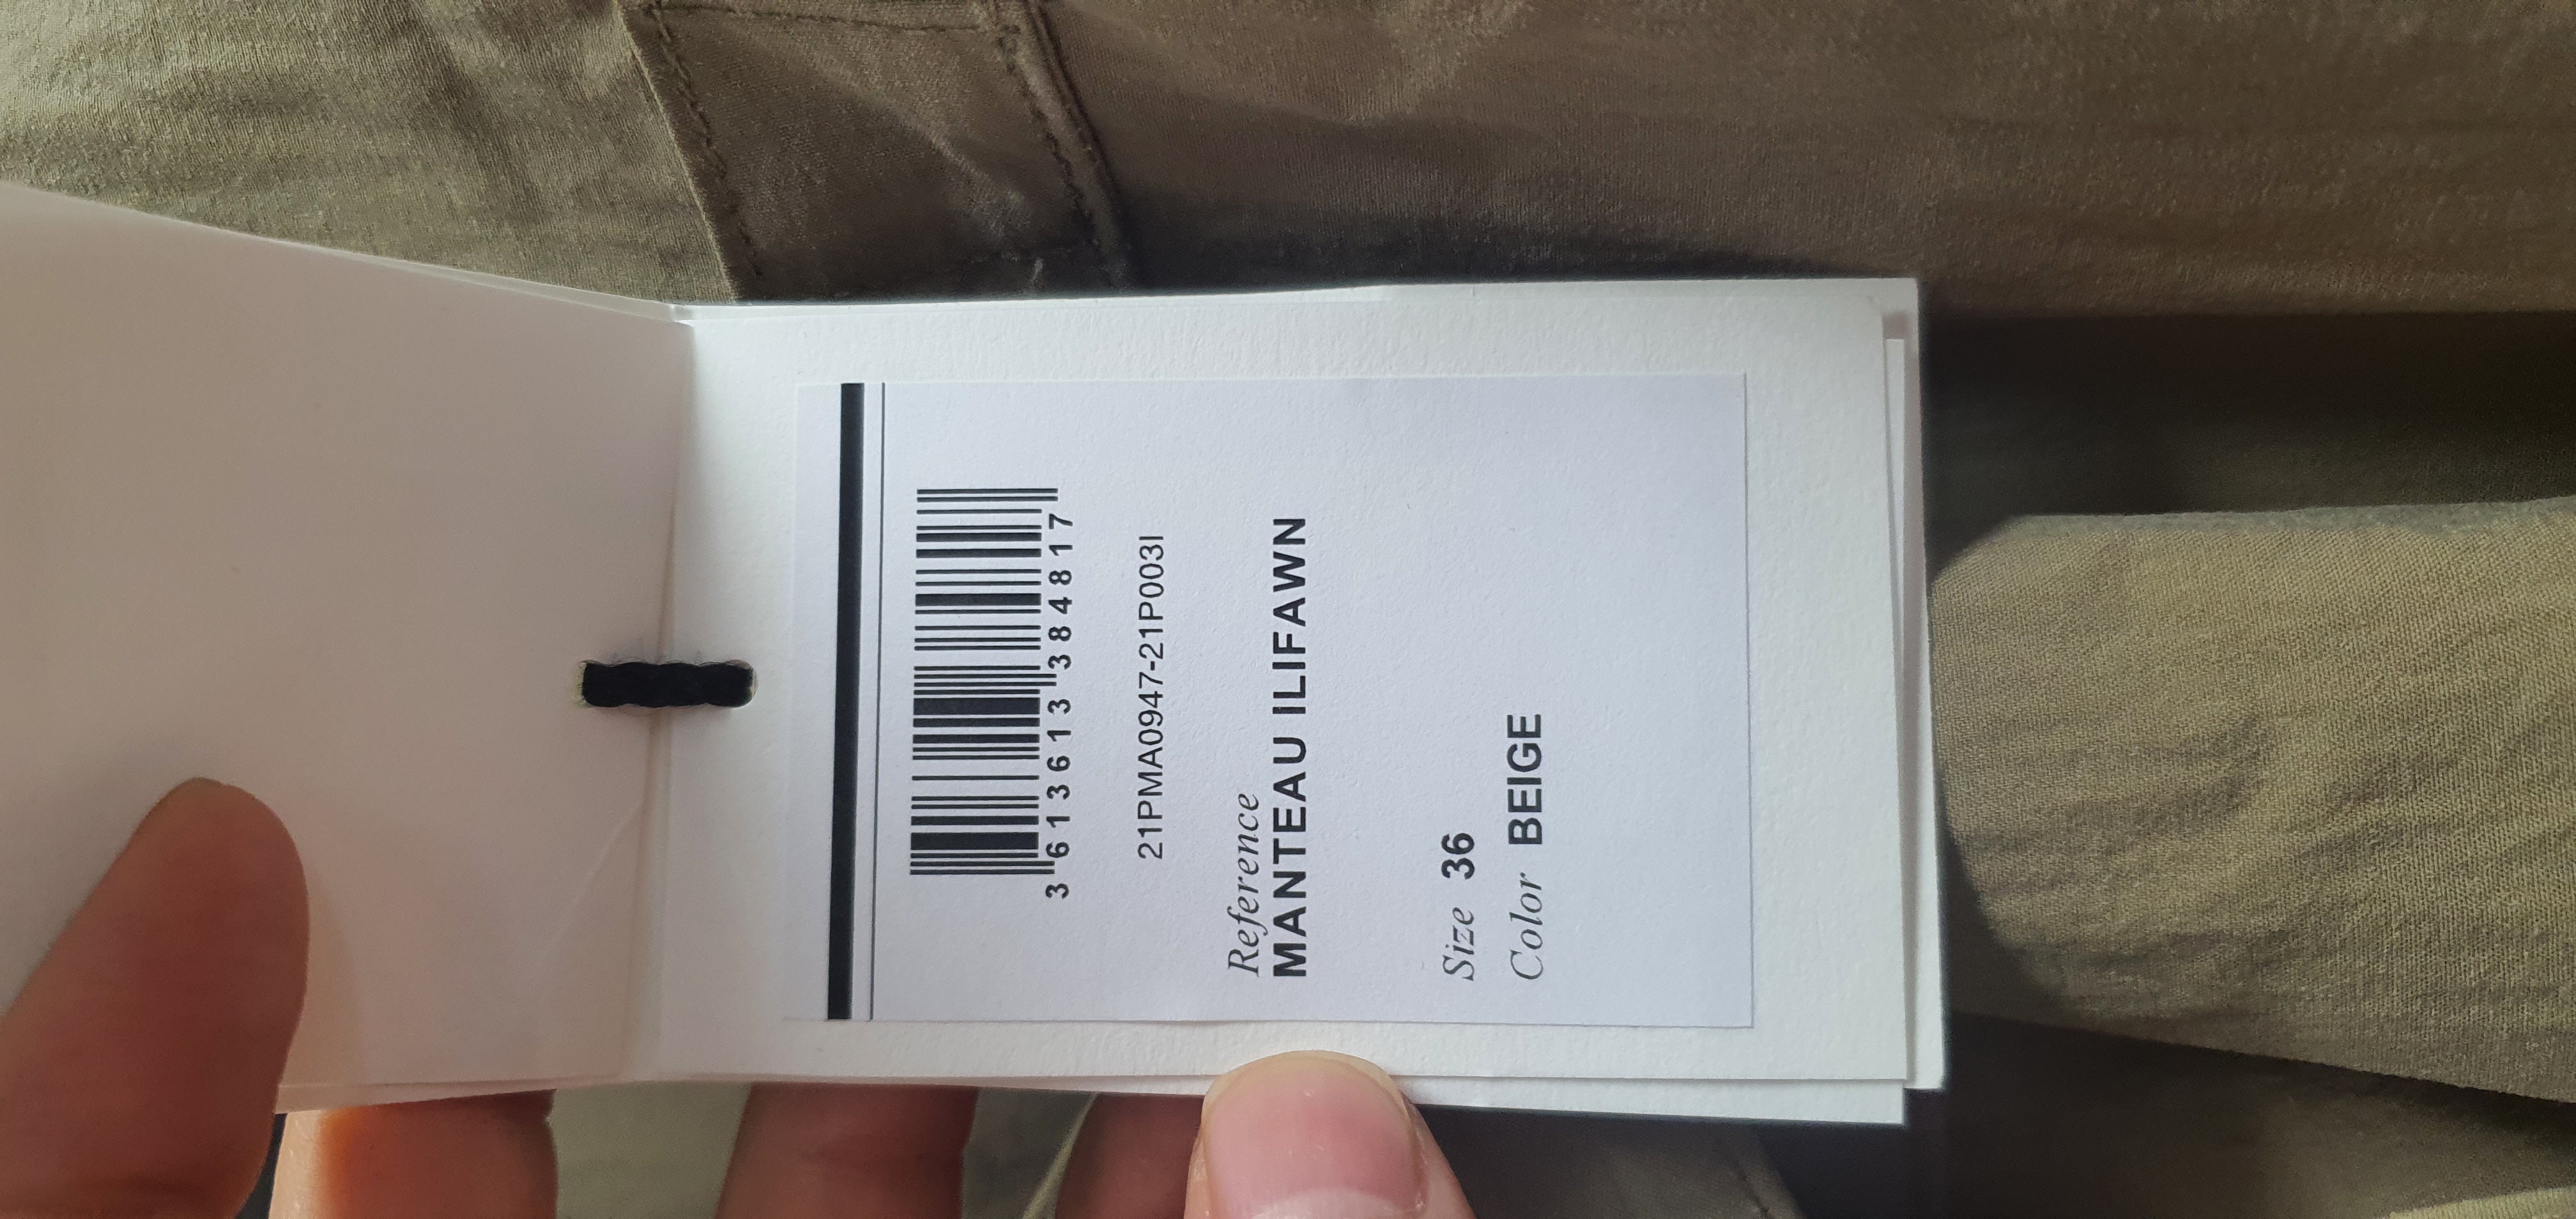 3 613613 384817
21PMA0947-21P003I
Reference
MANTEAU ILIFAWN
Size 36
Color BEIGE